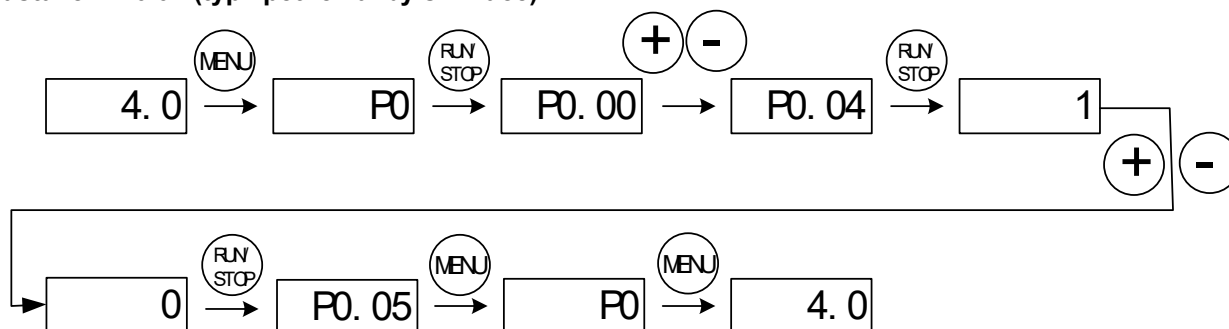 MENU RUN/ STOP + - RUN/ STOP
4. 0 P0 P0. 00 P0. 04 1
+ -
RUN/ STOP MENU MENU
0 P0. 05 P0 4. 0